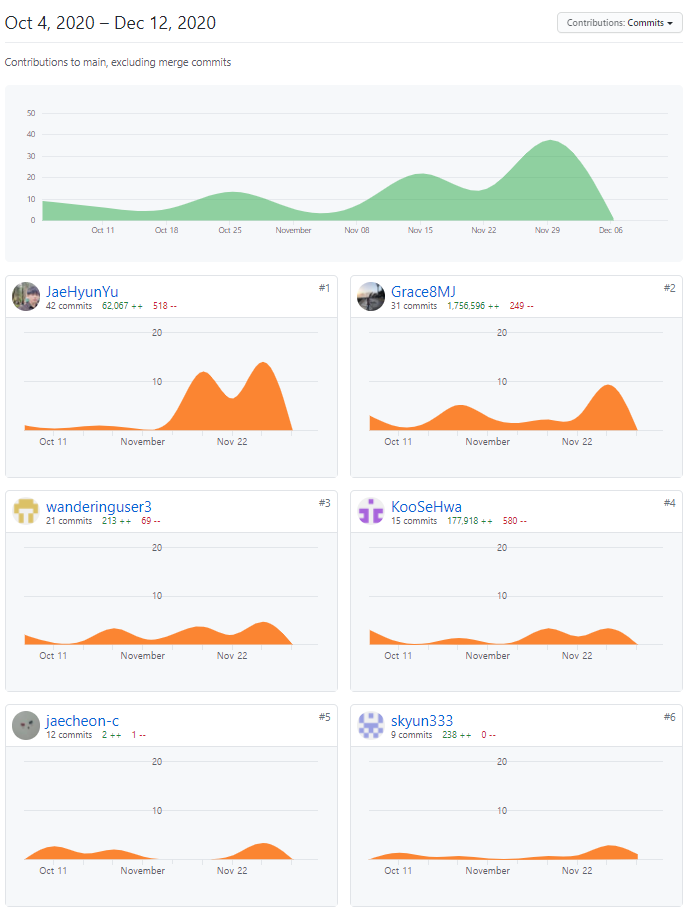 Oct 4, 2020 – Dec 12, 2020
Contributions: Commits
Contributions to main, excluding merge commits
50
40
30
20
10
0
Oct 11 Oct 18 Oct 25 November Nov 08 Nov 15 Nov 22 Nov 29 Dec 06
JaeHyunYu #1
42 commits 62,067 ++ 518 --
20
10
Oct 11 November Nov 22
Grace8MJ #2
31 commits 1,756,596 ++ 249 --
20
10
Oct 11 November Nov 22
wanderinguser3 #3
21 commits 213 ++ 69 --
20
10
Oct 11 November Nov 22
KooSeHwa #4
15 commits 177,918 ++ 580 --
20
10
Oct 11 November Nov 22
jaecheon-c #5
12 commits 2 ++ 1 --
20
10
Oct 11 November Nov 22
skyun333 #6
9 commits 238 ++ 0 --
20
10
Oct 11 November Nov 22